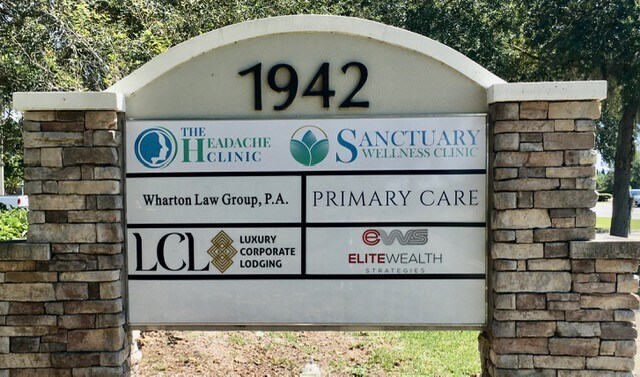 1942
THE
HEADACHE
CLINIC
SANCTUARY
WELLNESS CLINIC
Wharton Law Group, P.A.
PRIMARY CARE
LCL
LUXURY
CORPORATE
LODGING
ews
ELITEWEALTH
STRATEGIES